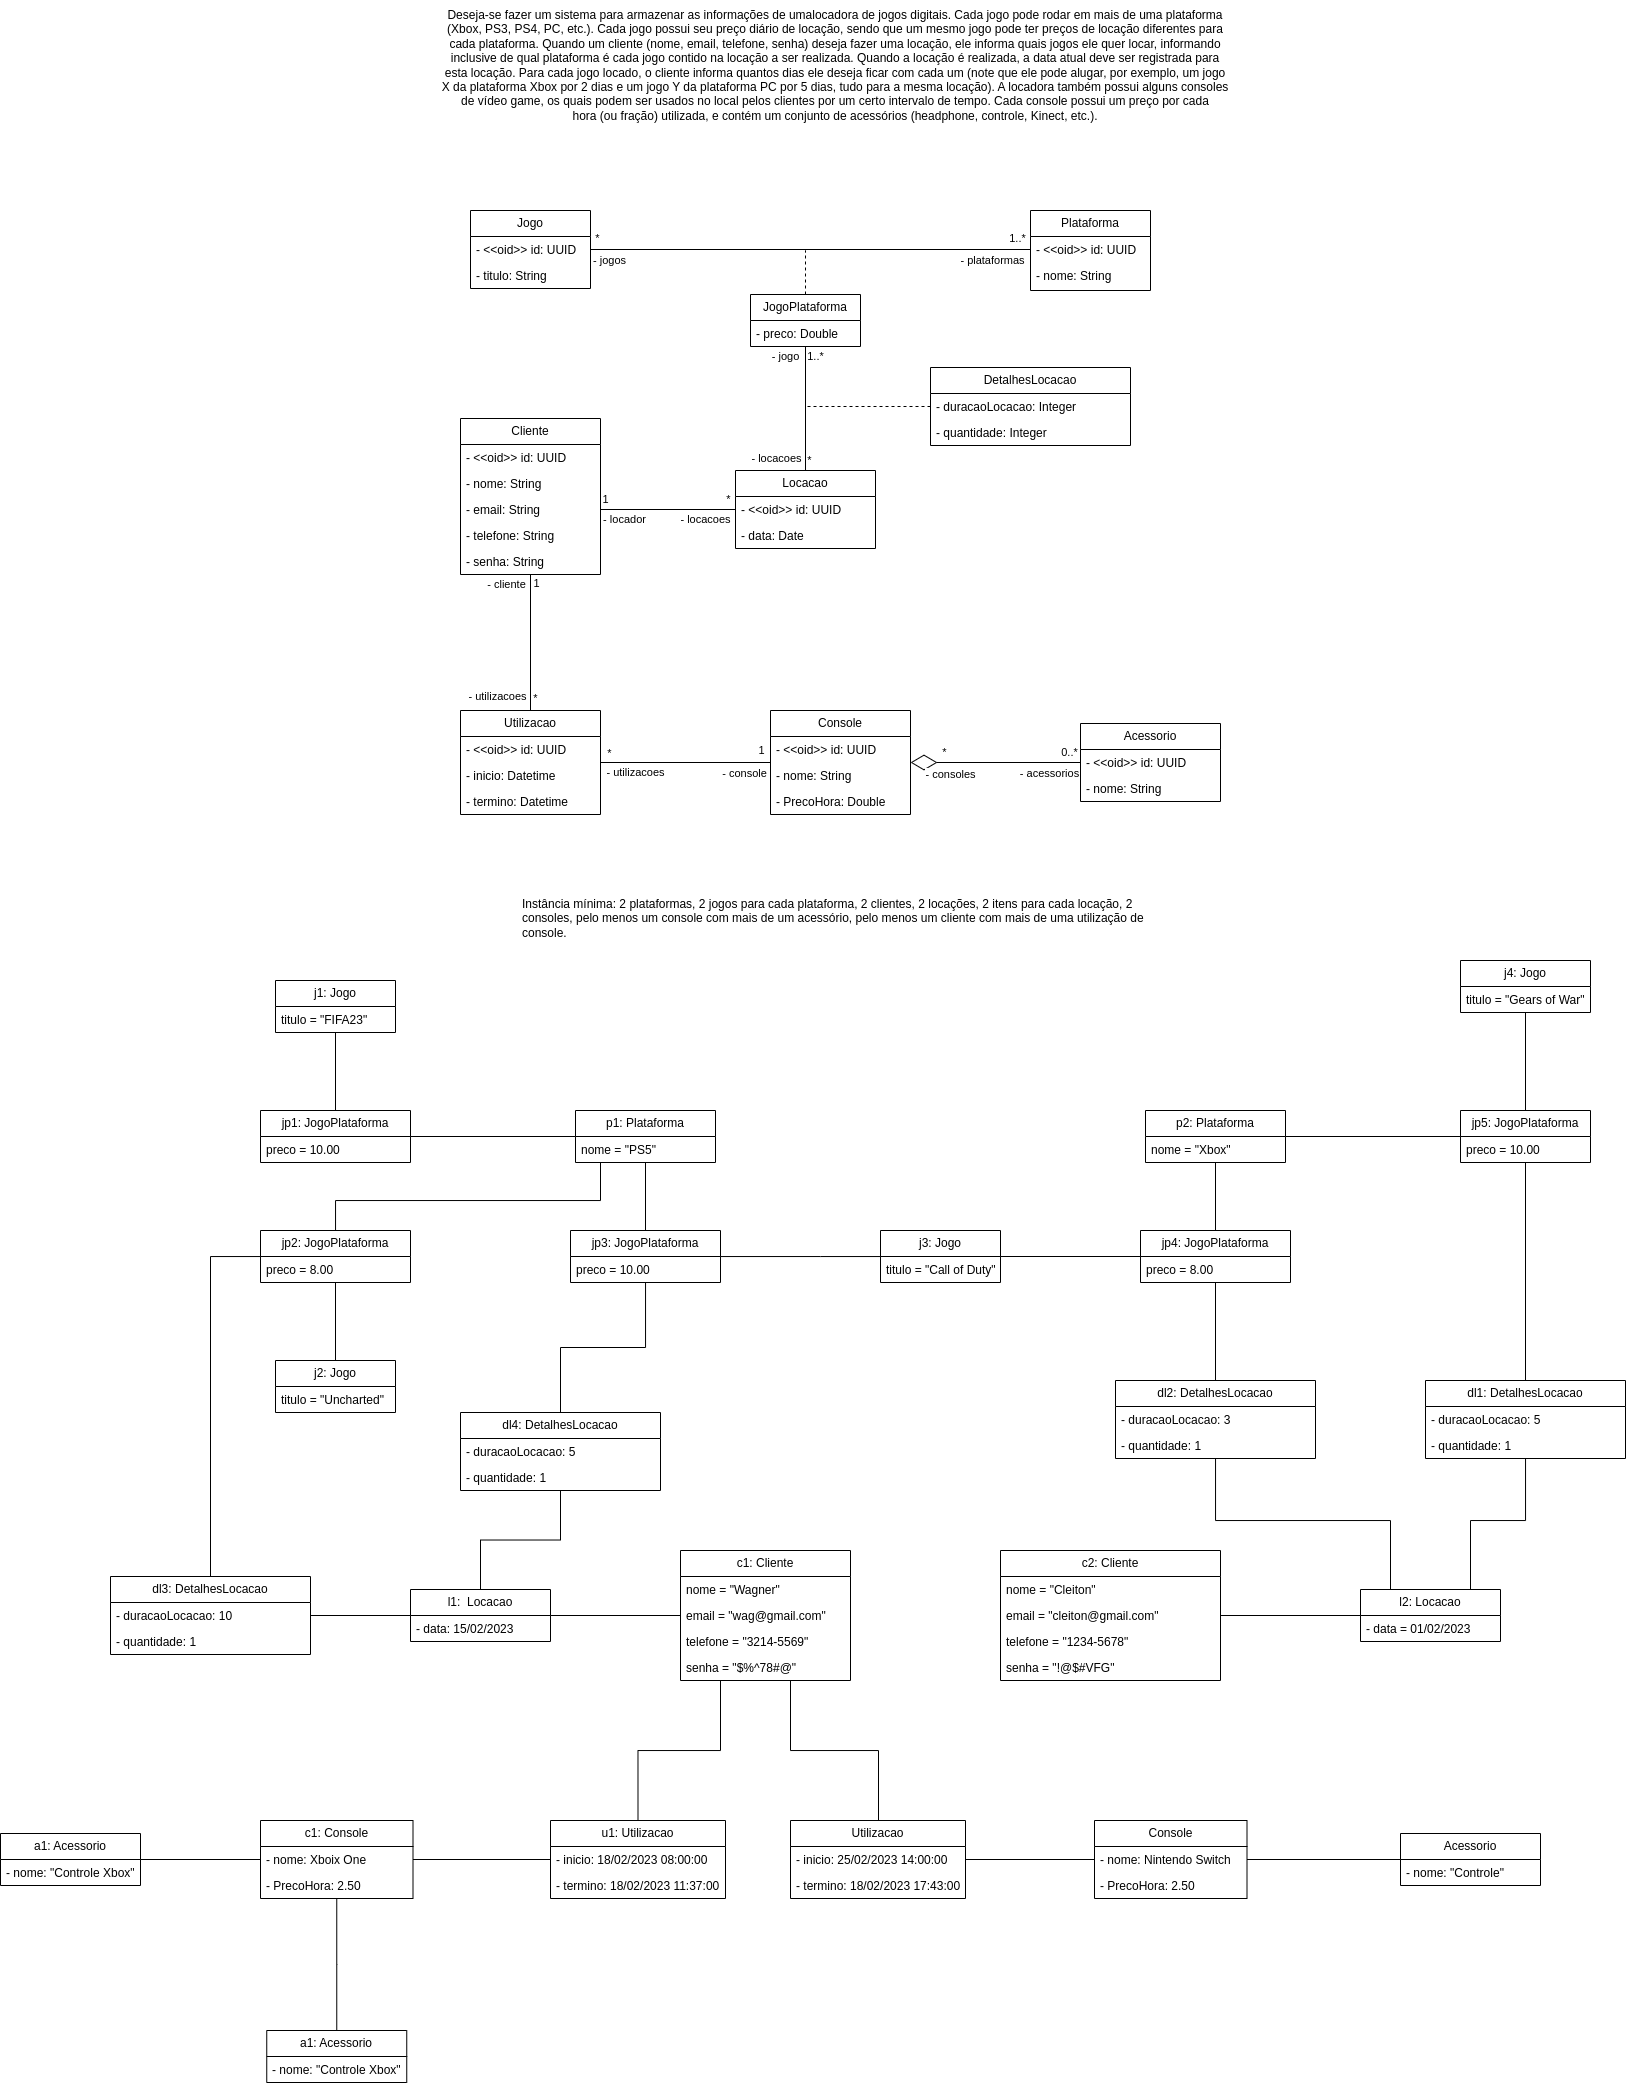 Deseja-se fazer um sistema para armazenar as informações de umalocadora de jogos digitais. Cada jogo pode rodar em mais de uma plataforma
(Xbox, PS3, PS4, PC, etc.). Cada jogo possui seu preço diário de locação, sendo que um mesmo jogo pode ter preços de locação diferentes para
cada plataforma. Quando um cliente (nome, email, telefone, senha) deseja fazer uma locação, ele informa quais jogos ele quer locar, informando
inclusive de qual plataforma é cada jogo contido na locação a ser realizada. Quando a locação é realizada, a data atual deve ser registrada para
esta locação. Para cada jogo locado, o cliente informa quantos dias ele deseja ficar com cada um (note que ele pode alugar, por exemplo, um jogo
X da plataforma Xbox por 2 dias e um jogo Y da plataforma PC por 5 dias, tudo para a mesma locação). A locadora também possui alguns consoles
de vídeo game, os quais podem ser usados no local pelos clientes por um certo intervalo de tempo. Cada console possui um preço por cada
hora (ou fração) utilizada, e contém um conjunto de acessórios (headphone, controle, Kinect, etc.).
Jogo
- <<oid>> id: UUID
- titulo: String
*
- jogos
1..*
- plataformas
Plataforma
- <<oid>> id: UUID
- nome: String
JogoPlataforma
- preco: Double
- jogo
1..*
DetalhesLocacao
- duracaoLocacao: Integer
- quantidade: Integer
Cliente
- <<oid>> id: UUID
- nome: String
- email: String
- telefone: String
- senha: String
- locacoes
*
Locacao
- <<oid>> id: UUID
- data: Date
1
- locador
*
- locacoes
- cliente
1
- utilizacoes
*
Utilizacao
- <<oid>> id: UUID
- inicio: Datetime
- termino: Datetime
*
- utilizacoes
1
- console
Console
- <<oid>> id: UUID
- nome: String
- PrecoHora: Double
*
- consoles
0..*
- acessorios
Acessorio
- <<oid>> id: UUID
- nome: String
Instância mínima: 2 plataformas, 2 jogos para cada plataforma, 2 clientes, 2 locações, 2 itens para cada locação, 2
consoles, pelo menos um console com mais de um acessório, pelo menos um cliente com mais de uma utilização de
console.
j1: Jogo
titulo = "FIFA23"
j4: Jogo
titulo = "Gears of War"
jp1: JogoPlataforma
preco = 10.00
p1: Plataforma
nome = "PS5"
p2: Plataforma
nome = "Xbox"
jp5: JogoPlataforma
preco = 10.00
jp2: JogoPlataforma
preco = 8.00
jp3: JogoPlataforma
preco = 10.00
j3: Jogo
titulo = "Call of Duty"
jp4: JogoPlataforma
preco = 8.00
j2: Jogo
titulo = "Uncharted"
dl4: DetalhesLocacao
- duracaoLocacao: 5
- quantidade: 1
dl2: DetalhesLocacao
- duracaoLocacao: 3
- quantidade: 1
dl1: DetalhesLocacao
- duracaoLocacao: 5
- quantidade: 1
dl3: DetalhesLocacao
- duracaoLocacao: 10
- quantidade: 1
l1: Locacao
- data: 15/02/2023
c1: Cliente
nome = "Wagner"
email = "wag@gmail.com"
telefone = "3214-5569"
senha = "$%^78#@"
c2: Cliente
nome = "Cleiton"
email = "cleiton@gmail.com"
telefone = "1234-5678"
senha = "!@$#VFG"
l2: Locacao
- data = 01/02/2023
a1: Acessorio
- nome: "Controle Xbox"
c1: Console
- nome: Xboix One
- PrecoHora: 2.50
u1: Utilizacao
- inicio: 18/02/2023 08:00:00
- termino: 18/02/2023 11:37:00
Utilizacao
- inicio: 25/02/2023 14:00:00
- termino: 18/02/2023 17:43:00
Console
- nome: Nintendo Switch
- PrecoHora: 2.50
Acessorio
- nome: "Controle"
a1: Acessorio
- nome: "Controle Xbox"